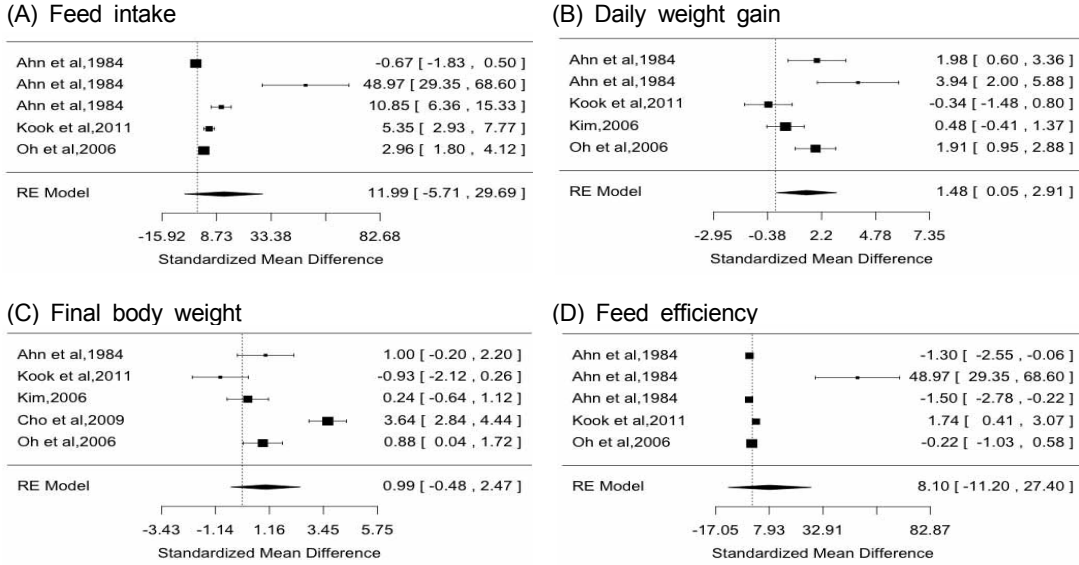 (A) Feed intake
Ahn et al,1984 -0.67 [ -1.83 , 0.50 ]
Ahn et al,1984 48.97 [ 29.35 , 68.60 ]
Ahn et al,1984 10.85 [ 6.36 , 15.33 ]
Kook et al,2011 5.35 [ 2.93 , 7.77 ]
Oh et al,2006 2.96 [ 1.80 , 4.12 ]
RE Model 11.99 [ -5.71 , 29.69 ]
-15.92 8.73 33.38 82.68
Standardized Mean Difference
(B) Daily weight gain
Ahn et al,1984 1.98 [ 0.60 , 3.36 ]
Ahn et al,1984 3.94 [ 2.00 , 5.88 ]
Kook et al,2011 -0.34 [ -1.48 , 0.80 ]
Kim,2006 0.48 [ -0.41 , 1.37 ]
Oh et al,2006 1.91 [ 0.95 , 2.88 ]
RE Model 1.48 [ 0.05 , 2.91 ]
-2.95 -0.38 2.2 4.78 7.35
Standardized Mean Difference
(C) Final body weight
Ahn et al,1984 1.00 [ -0.20 , 2.20 ]
Kook et al,2011 -0.93 [ -2.12 , 0.26 ]
Kim,2006 0.24 [ -0.64 , 1.12 ]
Cho et al,2009 3.64 [ 2.84 , 4.44 ]
Oh et al,2006 0.88 [ 0.04 , 1.72 ]
RE Model 0.99 [ -0.48 , 2.47 ]
-3.43 -1.14 1.16 3.45 5.75
Standardized Mean Difference
(D) Feed efficiency
Ahn et al,1984 -1.30 [ -2.55 , -0.06 ]
Ahn et al,1984 48.97 [ 29.35 , 68.60 ]
Ahn et al,1984 -1.50 [ -2.78 , -0.22 ]
Kook et al,2011 1.74 [ 0.41 , 3.07 ]
Oh et al,2006 -0.22 [ -1.03 , 0.58 ]
RE Model 8.10 [ -11.20 , 27.40 ]
-17.05 7.93 32.91 82.87
Standardized Mean Difference